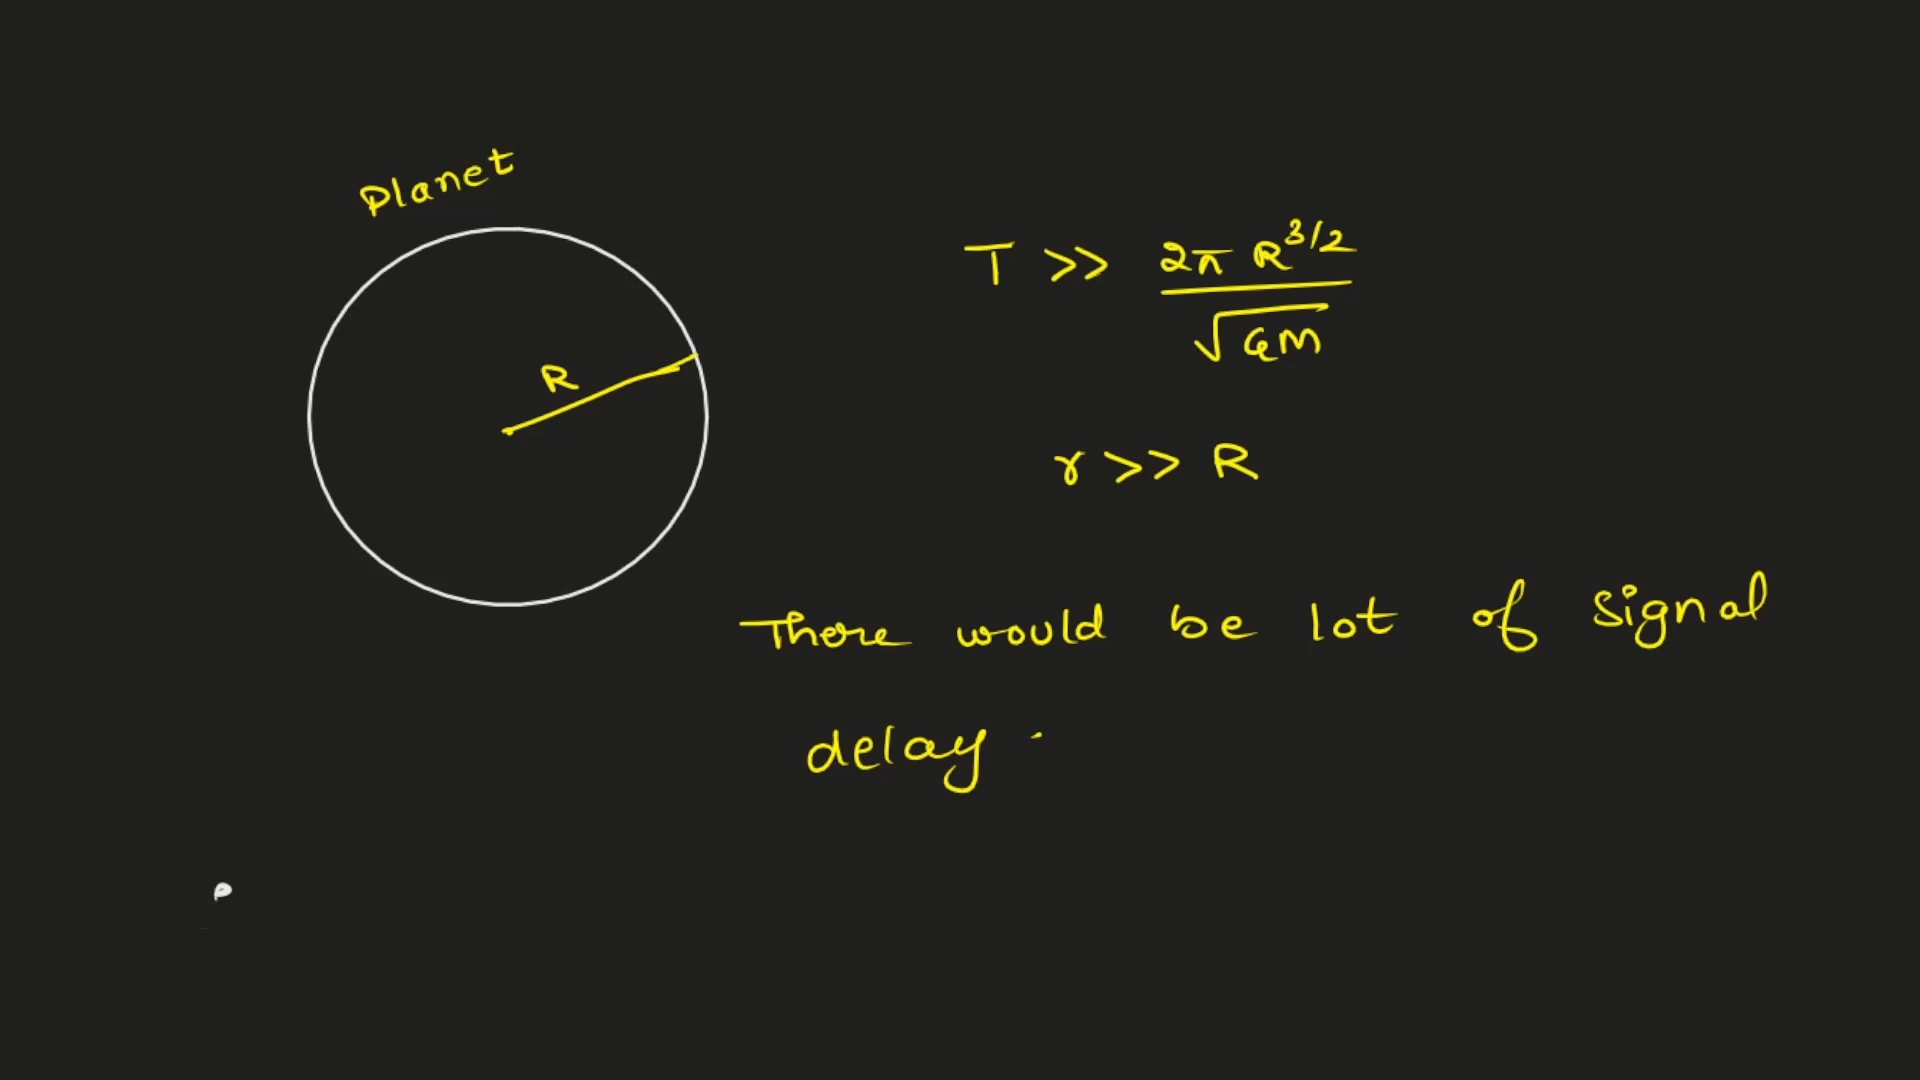 Planet
R
T >> 2π R^3/2 / √GM
r >> R
There would be lot of signal
delay.